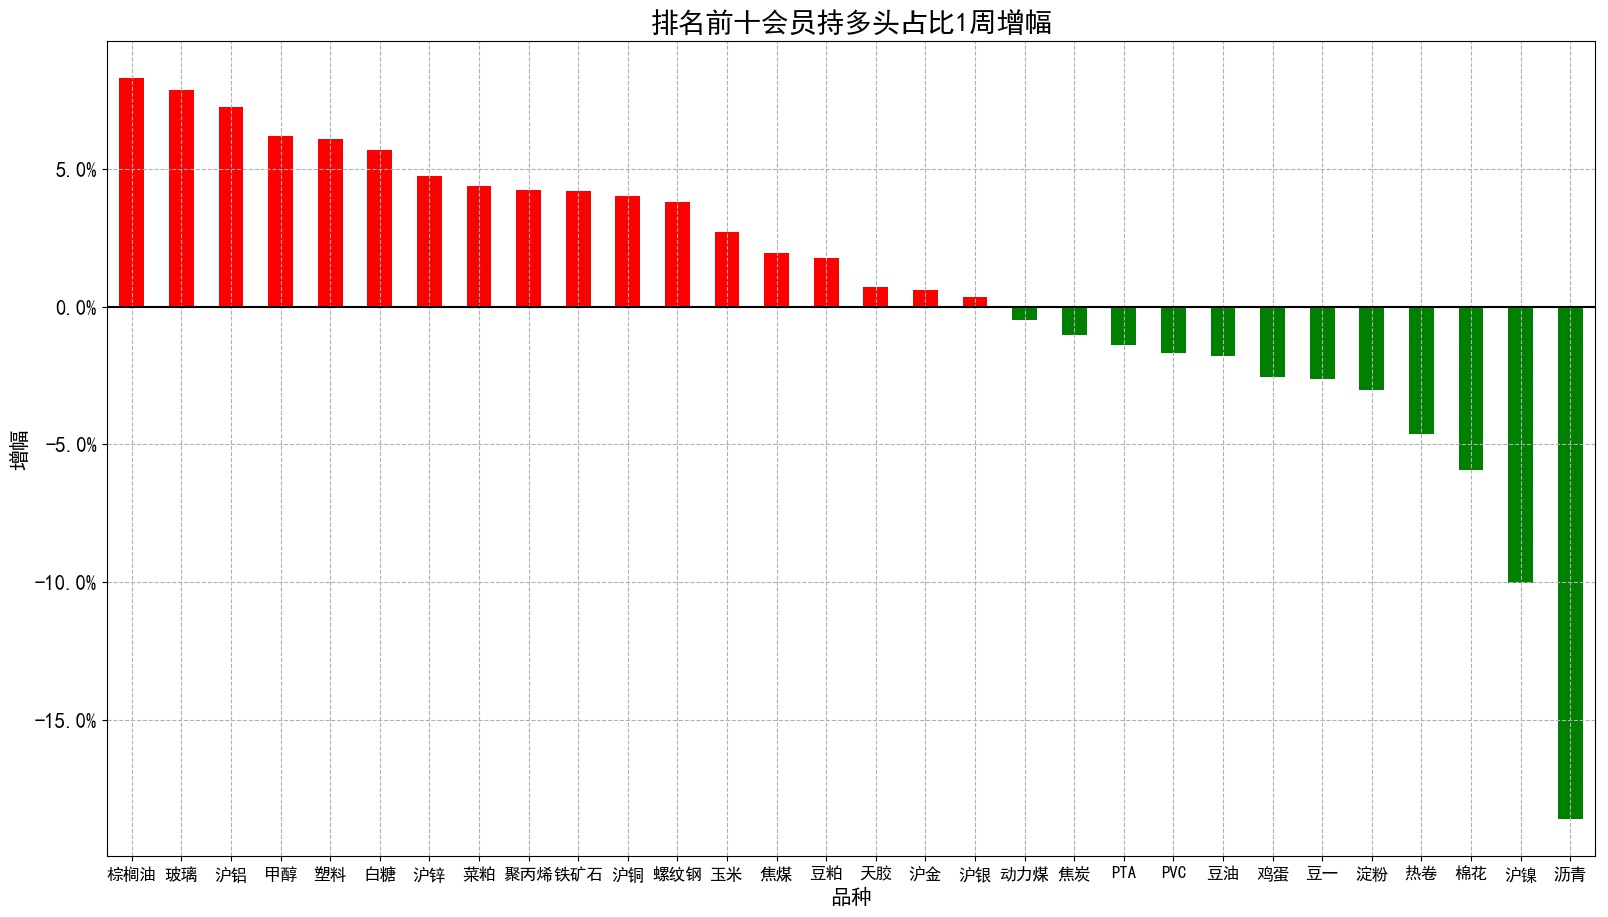 排名前十会员持多头占比1周增幅
5.0%
0.0%
-5.0%
-10.0%
-15.0%
增幅
棕榈油 玻璃 沪铝 甲醇 塑料 白糖 沪锌 菜粕 聚丙烯 铁矿石 沪铜 螺纹钢 玉米 焦煤 豆粕 天胶 沪金 沪银 动力煤 焦炭 PTA PVC 豆油 鸡蛋 豆一 淀粉 热卷 棉花 沪镍 沥青
品种